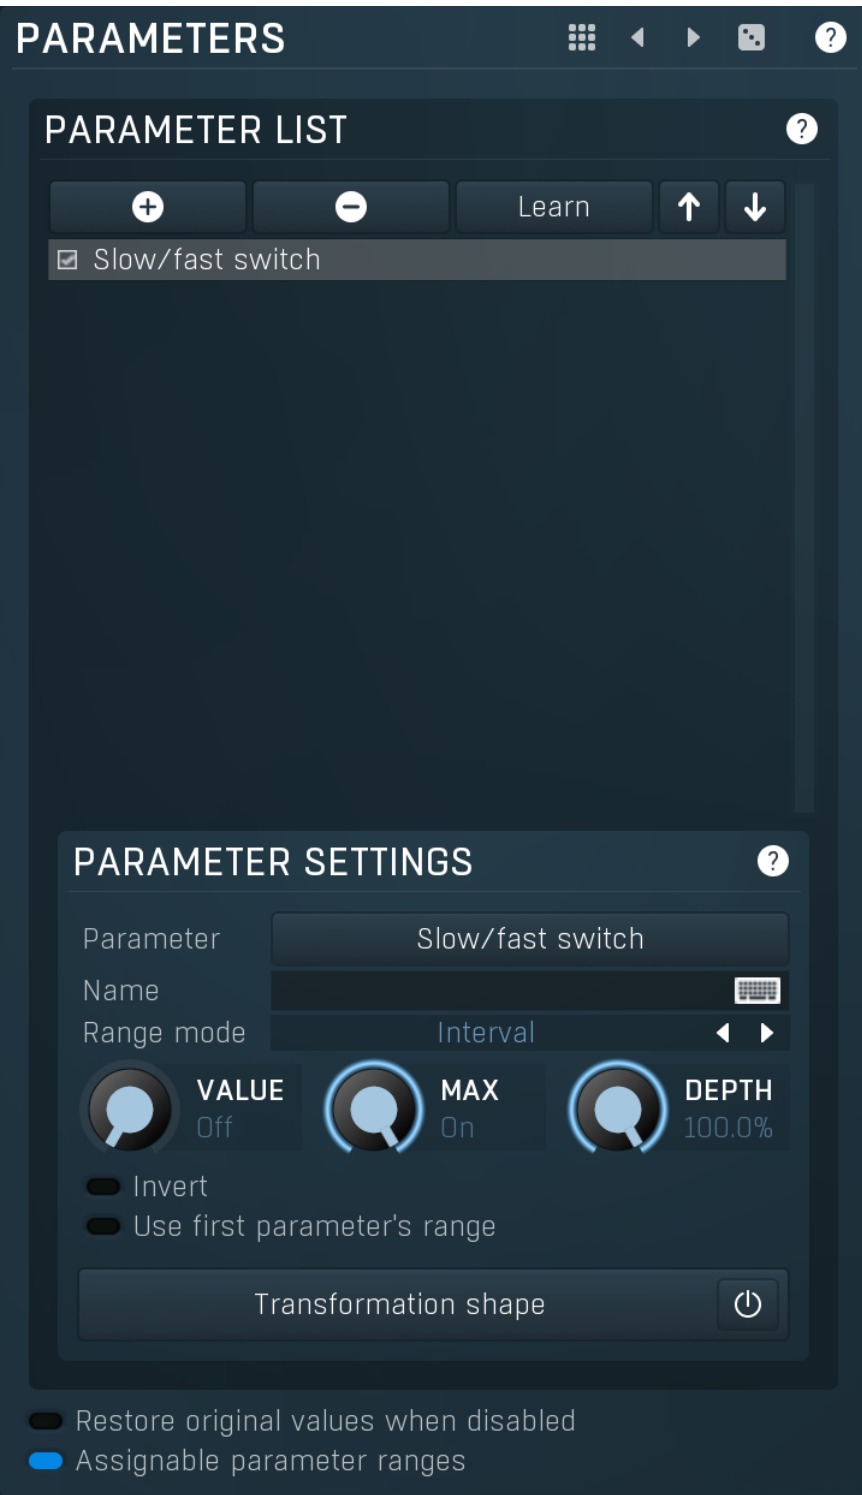 PARAMETERS ?
PARAMETER LIST ?
Learn
Slow/fast switch
PARAMETER SETTINGS ?
Parameter Slow/fast switch
Name
Range mode Interval
VALUE MAX DEPTH
Off On 100.0%
Invert
Use first parameter's range
Transformation shape
Restore original values when disabled
Assignable parameter ranges